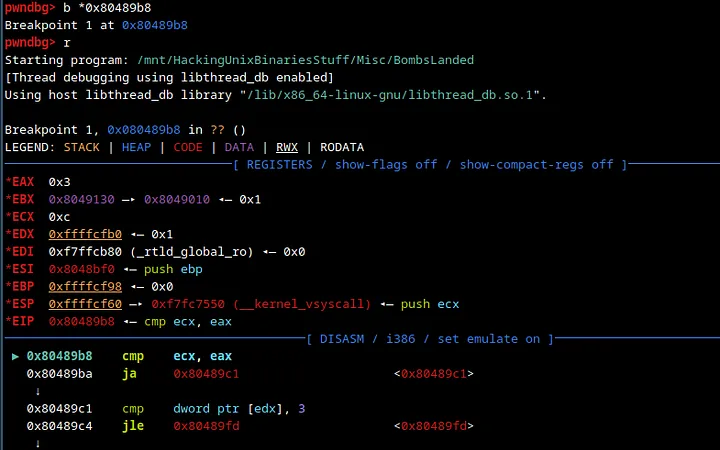 pwndbg> b *0x80489b8
Breakpoint 1 at 0x80489b8
pwndbg> r
Starting program: /mnt/HackingUnixBinariesStuff/Misc/BombsLanded
[Thread debugging using libthread_db enabled]
Using host libthread_db library "/lib/x86_64-linux-gnu/libthread_db.so.1".
Breakpoint 1, 0x080489b8 in ?? ()
LEGEND: STACK | HEAP | CODE | DATA | RWX | RODATA
[ REGISTERS / show-flags off / show-compact-regs off ]
*EAX 0x3
*EBX 0x8049130 —▸ 0x8049010 ◂— 0x1
*ECX 0xc
*EDX 0xffffcfb0 ◂— 0x1
*EDI 0xf7ffcb80 (_rtld_global_ro) ◂— 0x0
*ESI 0x8048bf0 ◂— push ebp
*EBP 0xffffcf98 ◂— 0x0
*ESP 0xffffcf60 —▸ 0xf7fc7550 (__kernel_vsyscall) ◂— push ecx
*EIP 0x80489b8 ◂— cmp ecx, eax
[ DISASM / i386 / set emulate on ]
► 0x80489b8 cmp ecx, eax
0x80489ba ja 0x80489c1 <0x80489c1>
↓
0x80489c1 cmp dword ptr [edx], 3
0x80489c4 jle 0x80489fd <0x80489fd>
↓